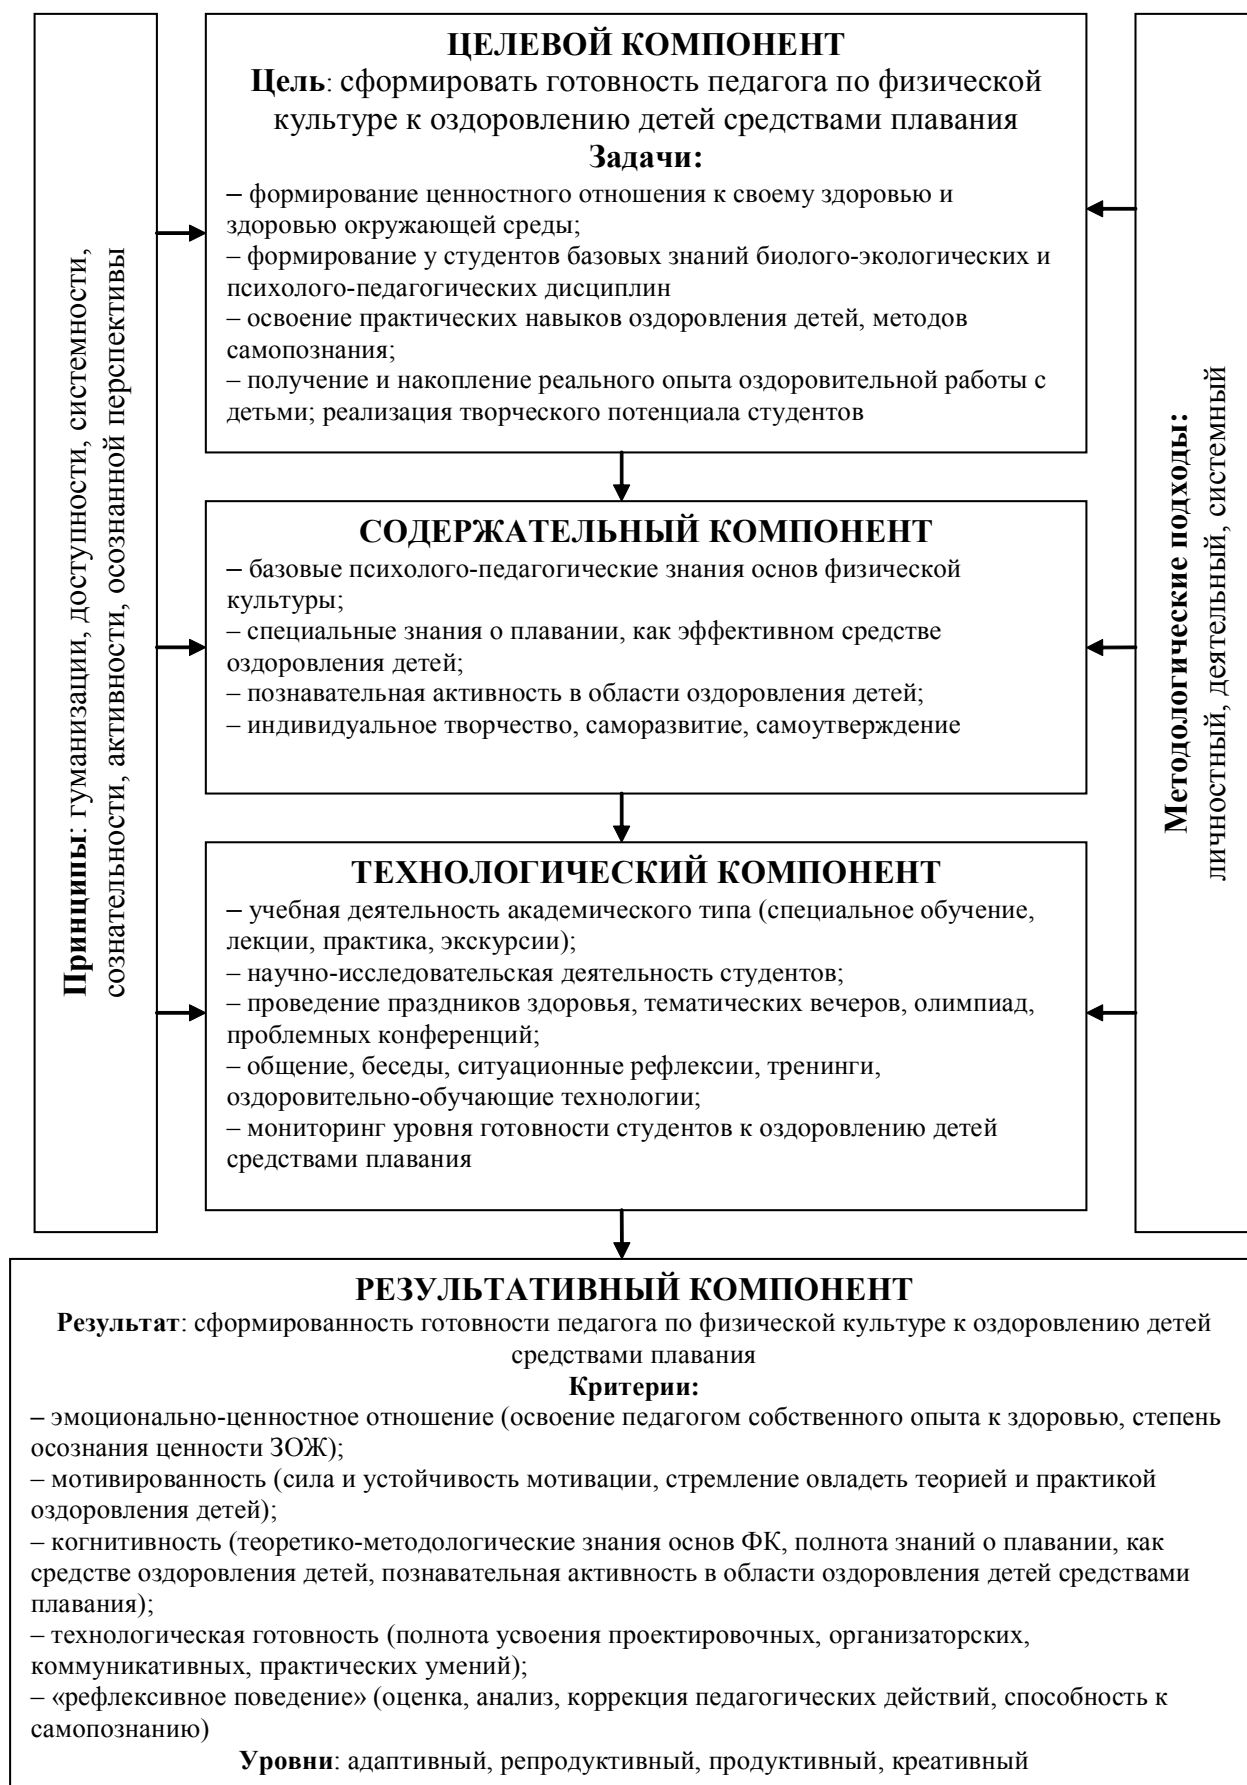 Принципы: гуманизации, доступности, системности,
сознательности, активности, осознанной перспективы
ЦЕЛЕВОЙ КОМПОНЕНТ
Цель: сформировать готовность педагога по физической
культуре к оздоровлению детей средствами плавания
Задачи:
– формирование ценностного отношения к своему здоровью и
здоровью окружающей среды;
– формирование у студентов базовых знаний биолого-экологических и
психолого-педагогических дисциплин
– освоение практических навыков оздоровления детей, методов
самопознания;
– получение и накопление реального опыта оздоровительной работы с
детьми; реализация творческого потенциала студентов
СОДЕРЖАТЕЛЬНЫЙ КОМПОНЕНТ
– базовые психолого-педагогические знания основ физической
культуры;
– специальные знания о плавании, как эффективном средстве
оздоровления детей;
– познавательная активность в области оздоровления детей;
– индивидуальное творчество, саморазвитие, самоутверждение
ТЕХНОЛОГИЧЕСКИЙ КОМПОНЕНТ
– учебная деятельность академического типа (специальное обучение,
лекции, практика, экскурсии);
– научно-исследовательская деятельность студентов;
– проведение праздников здоровья, тематических вечеров, олимпиад,
проблемных конференций;
– общение, беседы, ситуационные рефлексии, тренинги,
оздоровительно-обучающие технологии;
– мониторинг уровня готовности студентов к оздоровлению детей
средствами плавания
Методологические подходы:
личностный, деятельный, системный
РЕЗУЛЬТАТИВНЫЙ КОМПОНЕНТ
Результат: сформированность готовности педагога по физической культуре к оздоровлению детей
средствами плавания
Критерии:
– эмоционально-ценностное отношение (освоение педагогом собственного опыта к здоровью, степень
осознания ценности ЗОЖ);
– мотивированность (сила и устойчивость мотивации, стремление овладеть теорией и практикой
оздоровления детей);
– когнитивность (теоретико-методологические знания основ ФК, полнота знаний о плавании, как
средстве оздоровления детей, познавательная активность в области оздоровления детей средствами
плавания);
– технологическая готовность (полнота усвоения проектировочных, организаторских,
коммуникативных, практических умений);
– «рефлексивное поведение» (оценка, анализ, коррекция педагогических действий, способность к
самопознанию)
Уровни: адаптивный, репродуктивный, продуктивный, креативный